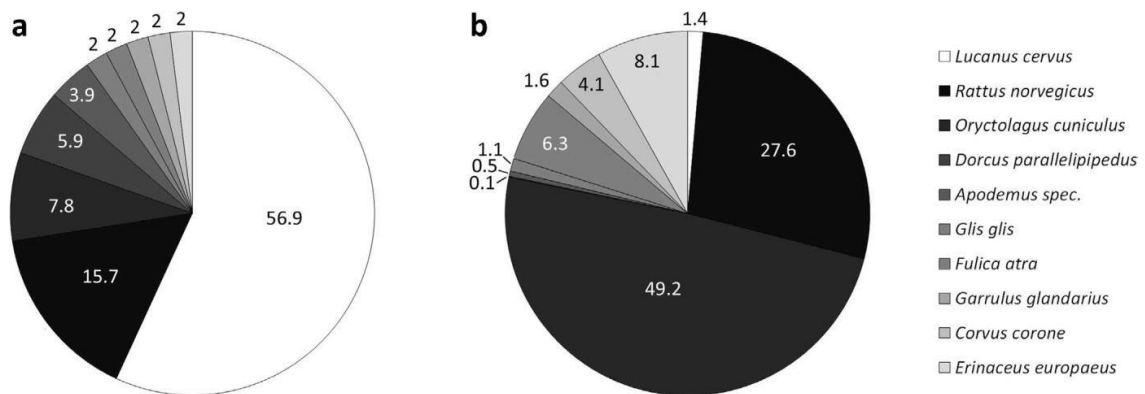 a
2
2
2
2
2
3.9
5.9
7.8
15.7
56.9
b
1.4
8.1
4.1
1.6
6.3
1.1
0.5
0.1
27.6
49.2
Lucanus cervus
Rattus norvegicus
Oryctolagus cuniculus
Dorcus parallelipipedus
Apodemus spec.
Glis glis
Fulica atra
Garrulus glandarius
Corvus corone
Erinaceus europaeus